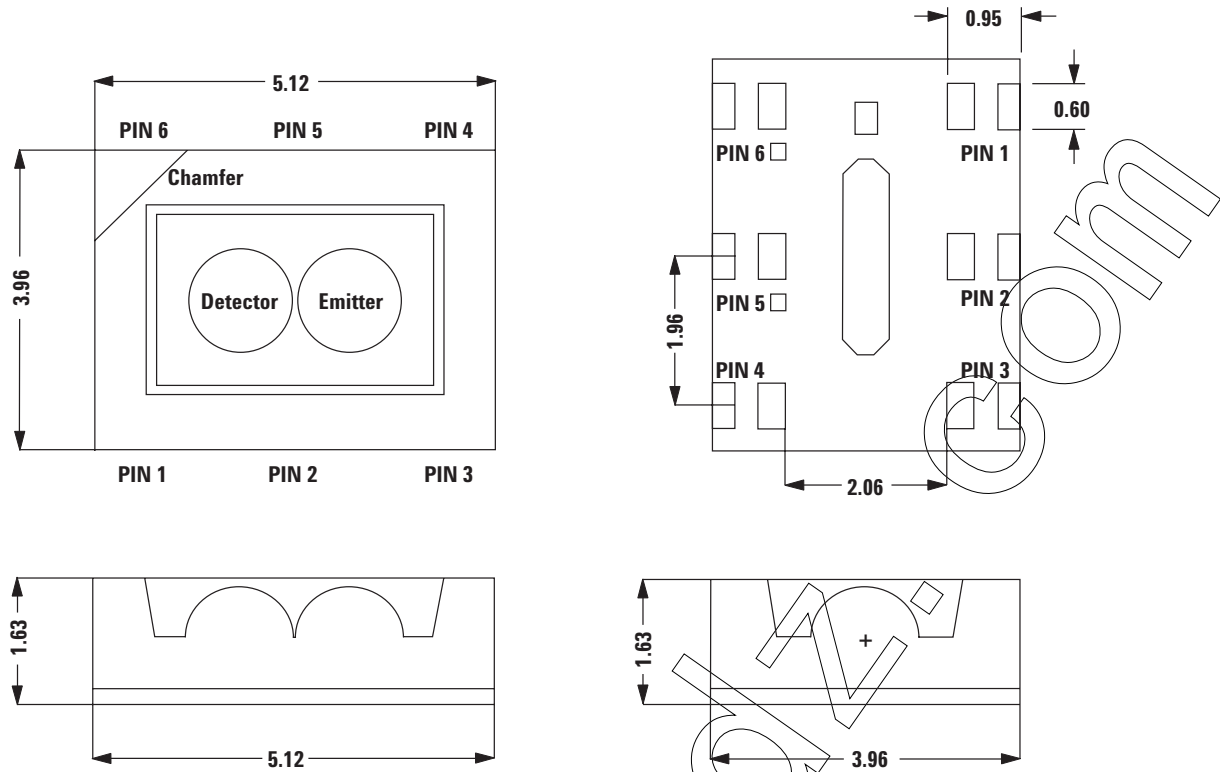 5.12
PIN 6 PIN 5 PIN 4
Chamfer
3.96
Detector Emitter
PIN 1 PIN 2 PIN 3
0.95
0.60
PIN 6 PIN 1
PIN 5 PIN 2
1.96
PIN 4 PIN 3
2.06
1.63
5.12
1.63
3.96
.com